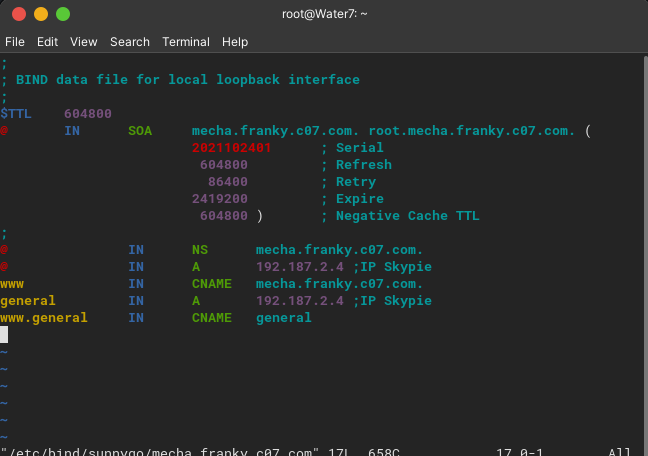 root@Water7: ~
File Edit View Search Terminal Help
;
; BIND data file for local loopback interface
;
$TTL 604800
@ IN SOA mecha.franky.c07.com. root.mecha.franky.c07.com. (
2021102401 ; Serial
604800 ; Refresh
86400 ; Retry
2419200 ; Expire
604800 ) ; Negative Cache TTL
;
@ IN NS mecha.franky.c07.com.
@ IN A 192.187.2.4 ;IP Skypie
www IN CNAME mecha.franky.c07.com.
general IN A 192.187.2.4 ;IP Skypie
www.general IN CNAME general
~
~
~
~
~
~
"/etc/bind/sunnygo/mecha.franky.c07.com" 17L, 658C 17,0-1 All